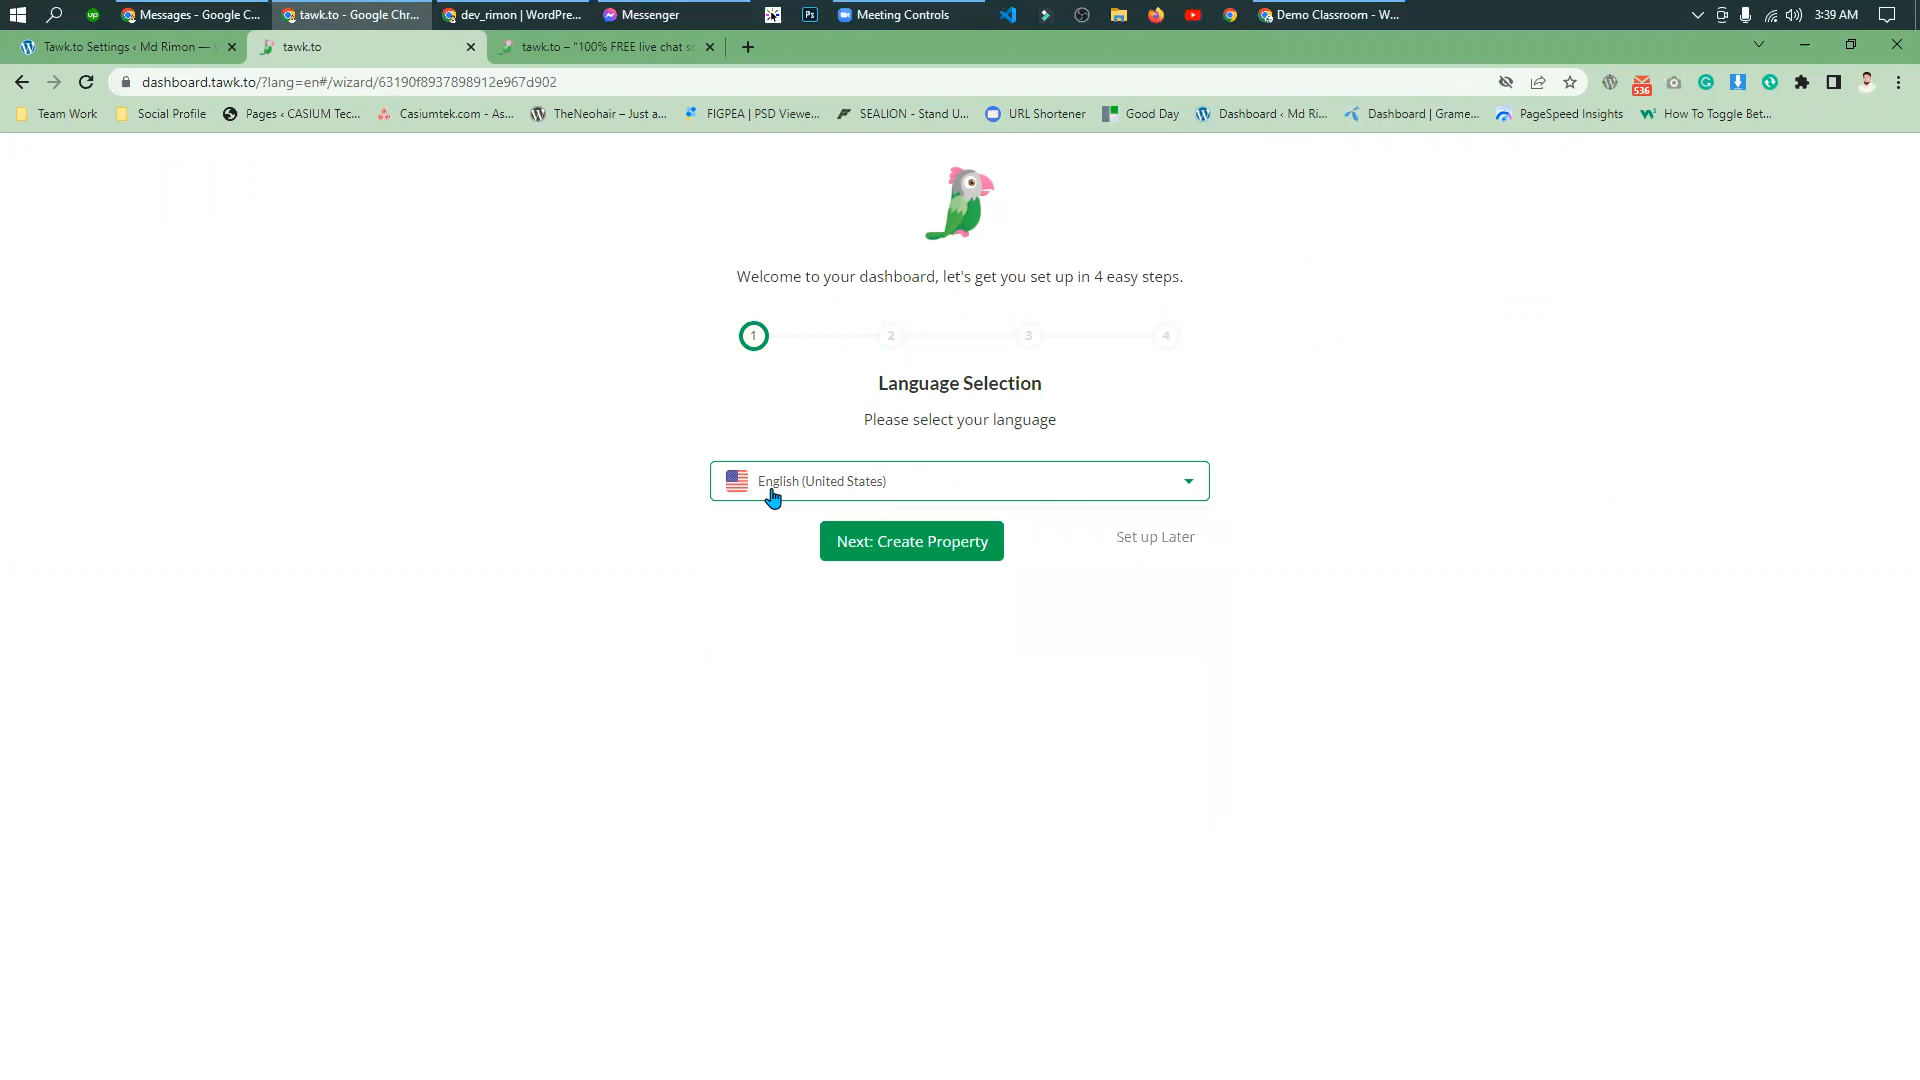 Messages - Google C...
tawk.to - Google Chr...
dev_rimon | WordPre...
Messenger
Ps
Meeting Controls
Demo Classroom - W...
3:39 AM
Tawk.to Settings ‹ Md Rimon —
tawk.to
tawk.to – "100% FREE live chat so
dashboard.tawk.to/?lang=en#/wizard/63190f8937898912e967d902
536
Team Work
Social Profile
Pages ‹ CASIUM Tec...
Casiumtek.com - As...
TheNeohair – Just a...
FIGPEA | PSD Viewe...
SEALION - Stand U...
URL Shortener
Good Day
Dashboard ‹ Md Ri...
Dashboard | Grame...
PageSpeed Insights
How To Toggle Bet...
Welcome to your dashboard, let's get you set up in 4 easy steps.
1 2 3 4
Language Selection
Please select your language
English (United States)
Next: Create Property
Set up Later